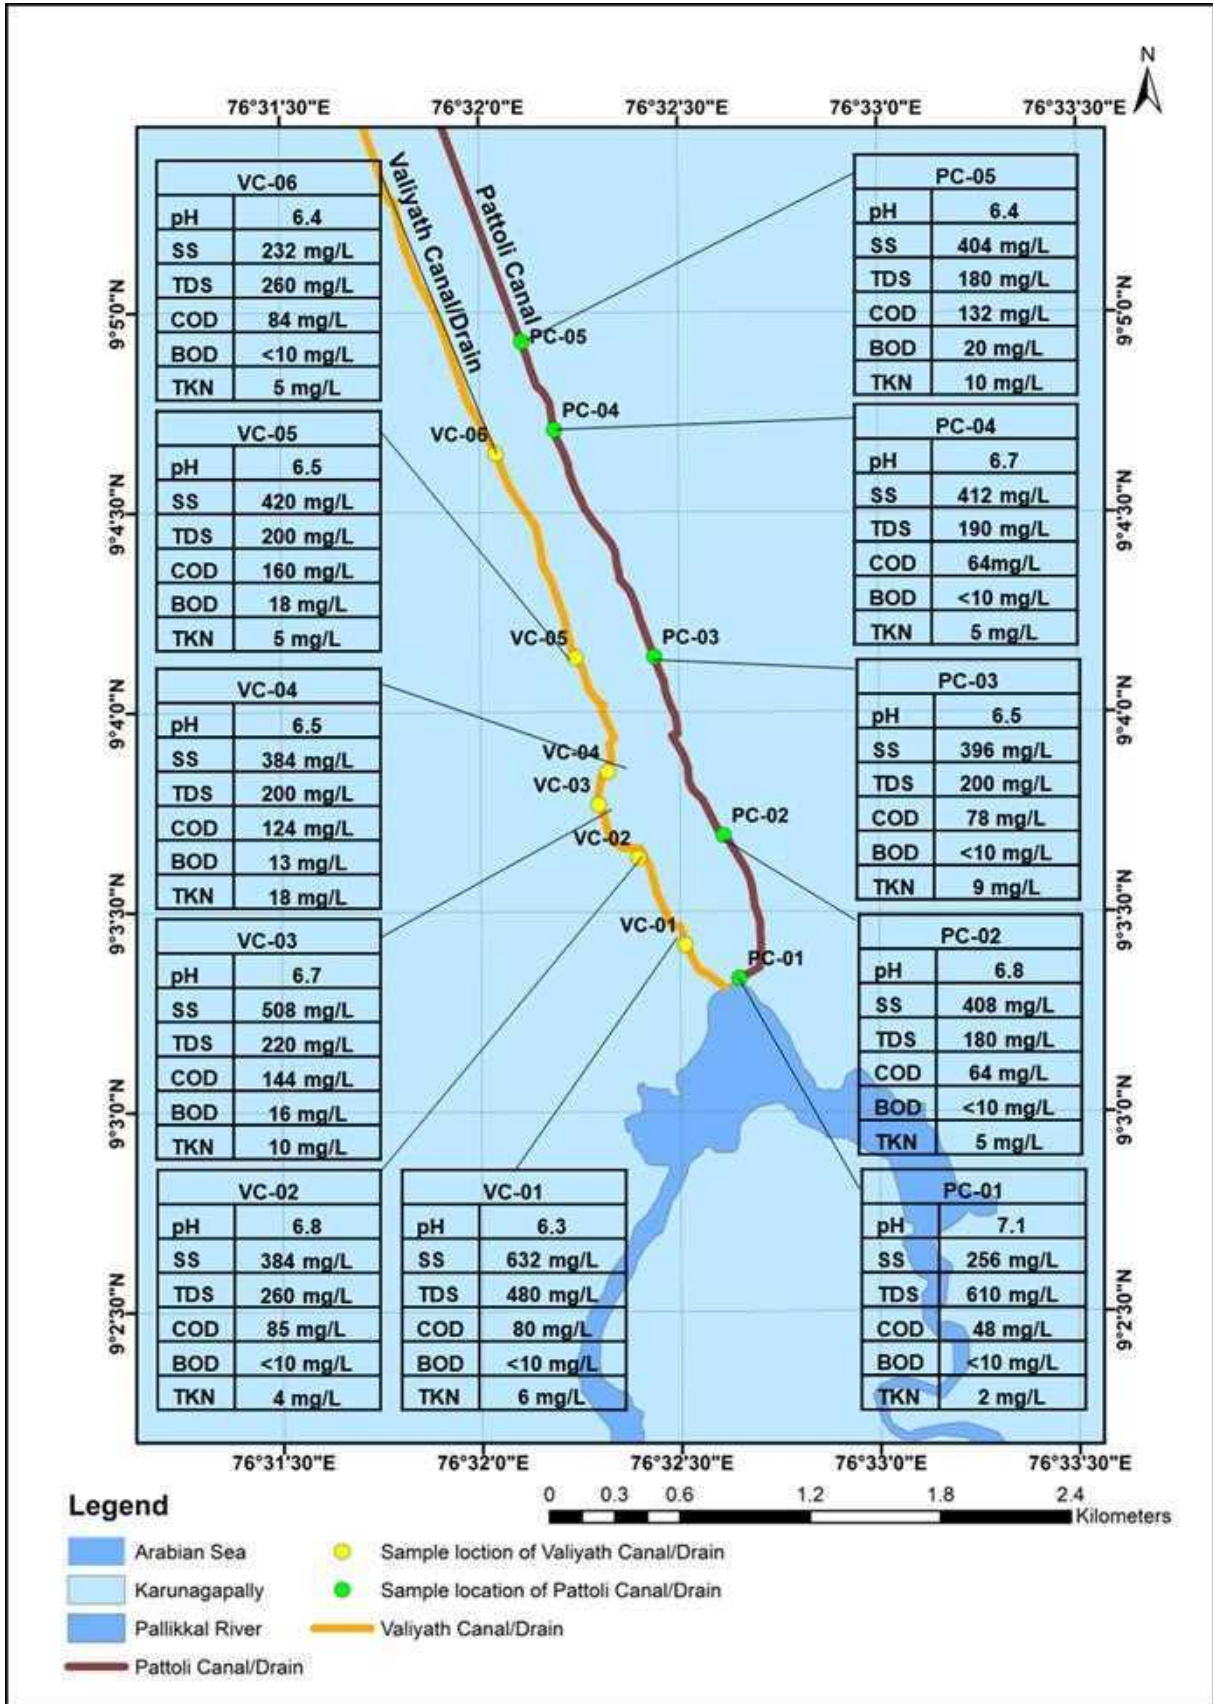 N
76°31'30"E 76°32'0"E 76°32'30"E 76°33'0"E 76°33'30"E
Valiyath Canal/Drain
Pattoli Canal
9°5'0"N
9°4'30"N
9°4'0"N
9°3'30"N
9°3'0"N
9°2'30"N
VC-06
pH 6.4
SS 232 mg/L
TDS 260 mg/L
COD 84 mg/L
BOD <10 mg/L
TKN 5 mg/L
VC-05
pH 6.5
SS 420 mg/L
TDS 200 mg/L
COD 160 mg/L
BOD 18 mg/L
TKN 5 mg/L
VC-04
pH 6.5
SS 384 mg/L
TDS 200 mg/L
COD 124 mg/L
BOD 13 mg/L
TKN 18 mg/L
VC-03
pH 6.7
SS 508 mg/L
TDS 220 mg/L
COD 144 mg/L
BOD 16 mg/L
TKN 10 mg/L
VC-02
pH 6.8
SS 384 mg/L
TDS 260 mg/L
COD 85 mg/L
BOD <10 mg/L
TKN 4 mg/L
VC-01
pH 6.3
SS 632 mg/L
TDS 480 mg/L
COD 80 mg/L
BOD <10 mg/L
TKN 6 mg/L
PC-05
PC-04
VC-06
VC-05
PC-03
VC-04
VC-03
PC-02
VC-02
VC-01
PC-01
PC-05
pH 6.4
SS 404 mg/L
TDS 180 mg/L
COD 132 mg/L
BOD 20 mg/L
TKN 10 mg/L
PC-04
pH 6.7
SS 412 mg/L
TDS 190 mg/L
COD 64mg/L
BOD <10 mg/L
TKN 5 mg/L
PC-03
pH 6.5
SS 396 mg/L
TDS 200 mg/L
COD 78 mg/L
BOD <10 mg/L
TKN 9 mg/L
PC-02
pH 6.8
SS 408 mg/L
TDS 180 mg/L
COD 64 mg/L
BOD <10 mg/L
TKN 5 mg/L
PC-01
pH 7.1
SS 256 mg/L
TDS 610 mg/L
COD 48 mg/L
BOD <10 mg/L
TKN 2 mg/L
9°5'0"N
9°4'30"N
9°4'0"N
9°3'30"N
9°3'0"N
9°2'30"N
76°31'30"E 76°32'0"E 76°32'30"E 76°33'0"E 76°33'30"E
0 0.3 0.6 1.2 1.8 2.4
Kilometers
Legend
Arabian Sea
Karunagapally
Pallikkal River
Pattoli Canal/Drain
Sample loction of Valiyath Canal/Drain
Sample location of Pattoli Canal/Drain
Valiyath Canal/Drain